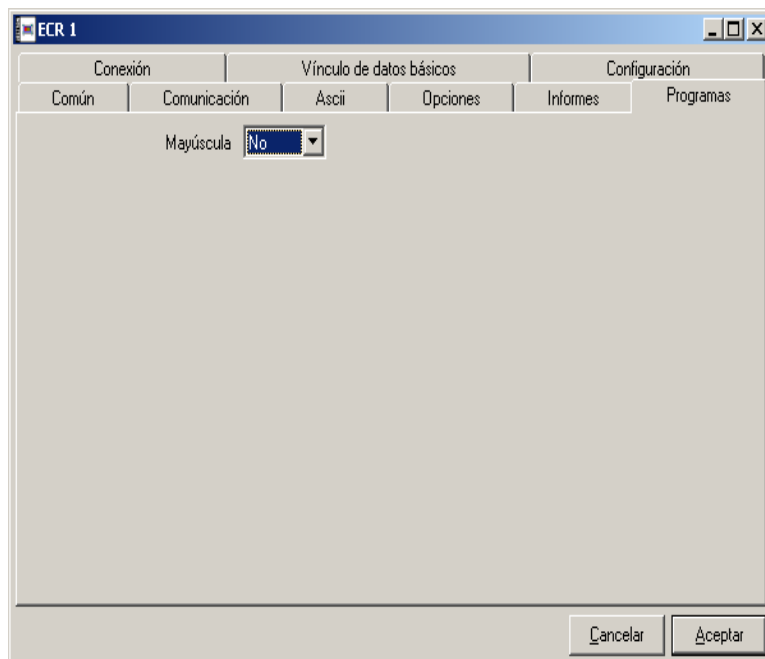 ECR 1
Conexión Vínculo de datos básicos Configuración
Común Comunicación Ascii Opciones Informes Programas
Mayúscula No
Cancelar Aceptar